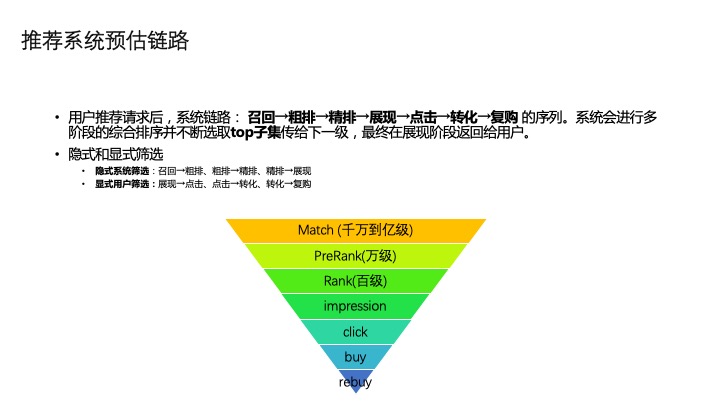 推荐系统预估链路
• 用户推荐请求后，系统链路： 召回→粗排→精排→展现→点击→转化→复购 的序列。系统会进行多
阶段的综合排序并不断选取top子集传给下一级，最终在展现阶段返回给用户。
• 隐式和显式筛选
• 隐式系统筛选：召回→粗排、粗排→精排、精排→展现
• 显式用户筛选：展现→点击、点击→转化、转化→复购
Match (千万到亿级)
PreRank(万级)
Rank(百级)
impression
click
buy
rebuy